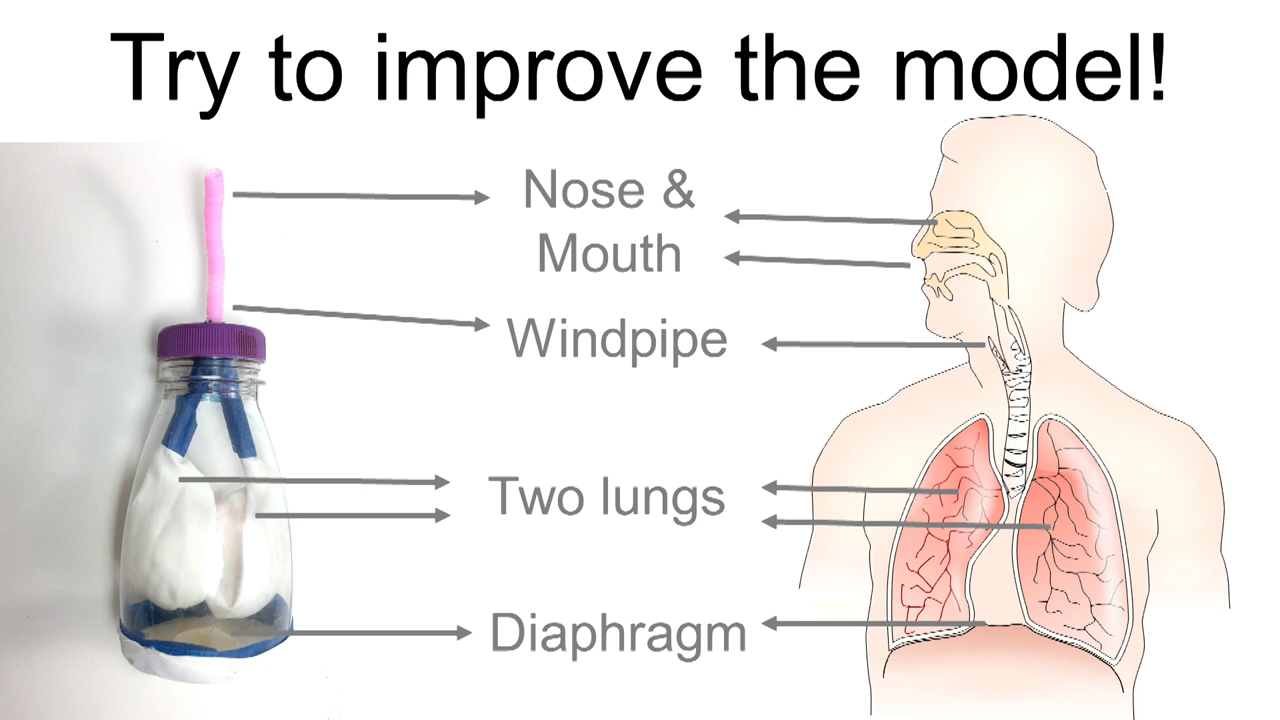 Try to improve the model!
Nose &
Mouth
Windpipe
Two lungs
Diaphragm